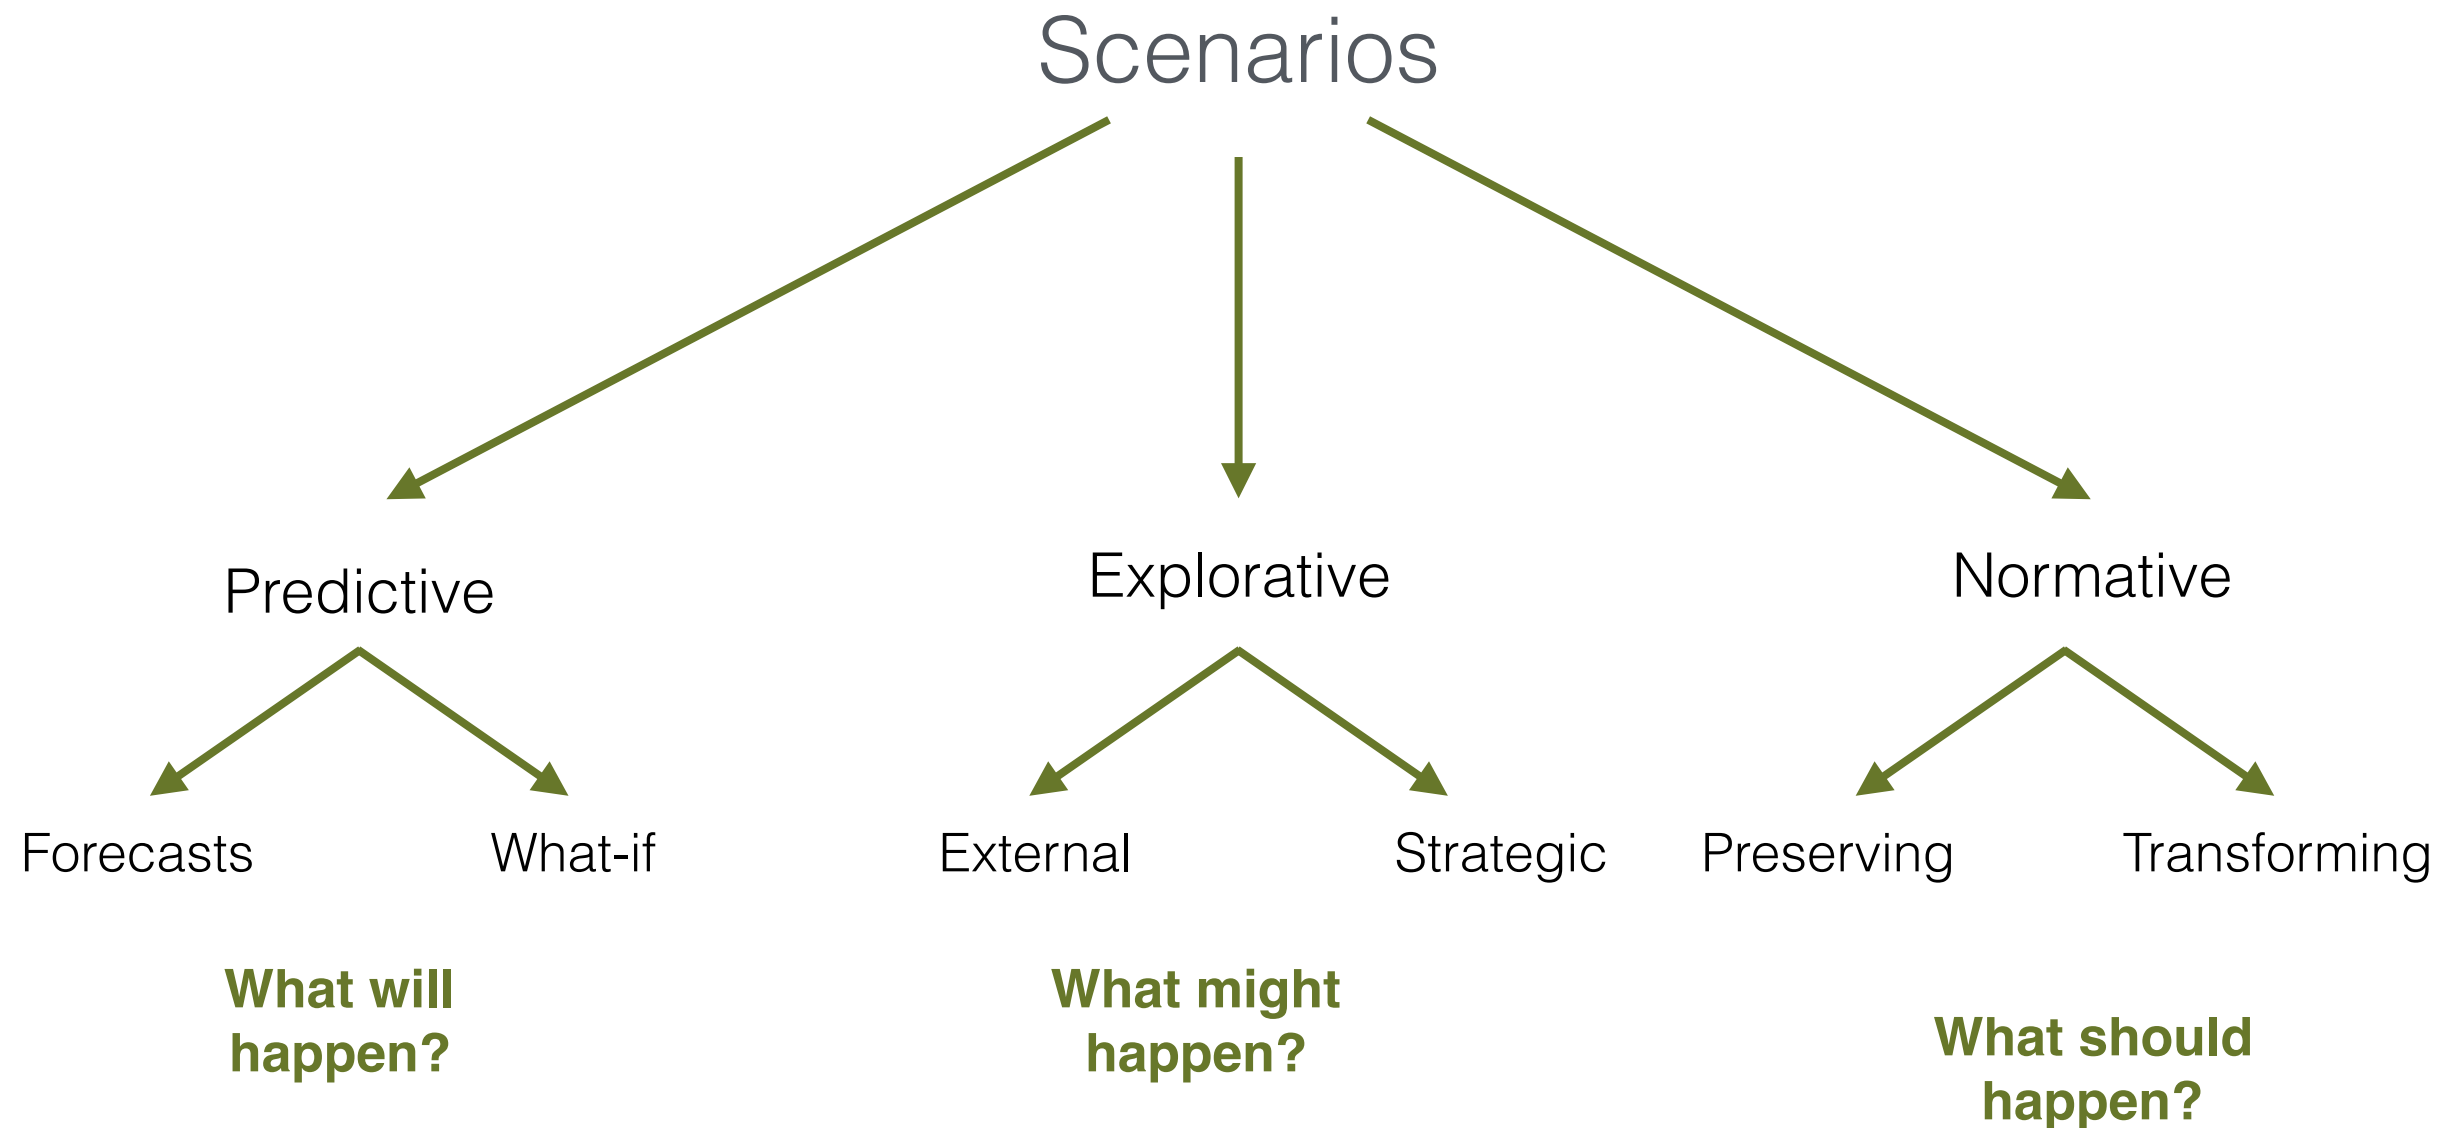 Scenarios
Predictive
Explorative
Normative
Forecasts
What-if
External
Strategic
Preserving
Transforming
What will
happen?
What might
happen?
What should
happen?